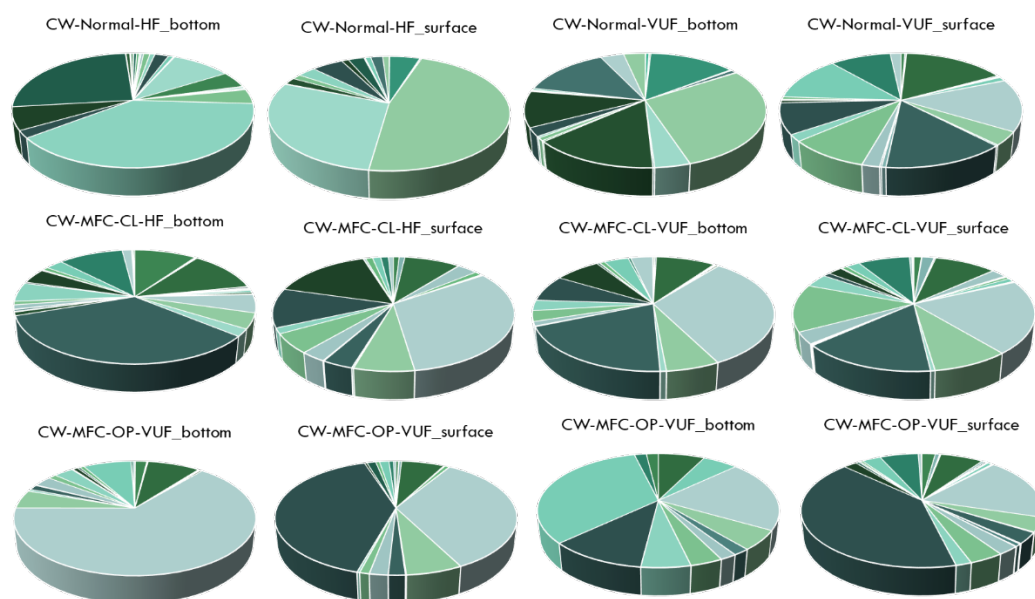 CW-Normal-HF_bottom
CW-Normal-HF_surface
CW-Normal-VUF_bottom
CW-Normal-VUF_surface
CW-MFC-CL-HF_bottom
CW-MFC-CL-HF_surface
CW-MFC-CL-VUF_bottom
CW-MFC-CL-VUF_surface
CW-MFC-OP-VUF_bottom
CW-MFC-OP-VUF_surface
CW-MFC-OP-VUF_bottom
CW-MFC-OP-VUF_surface